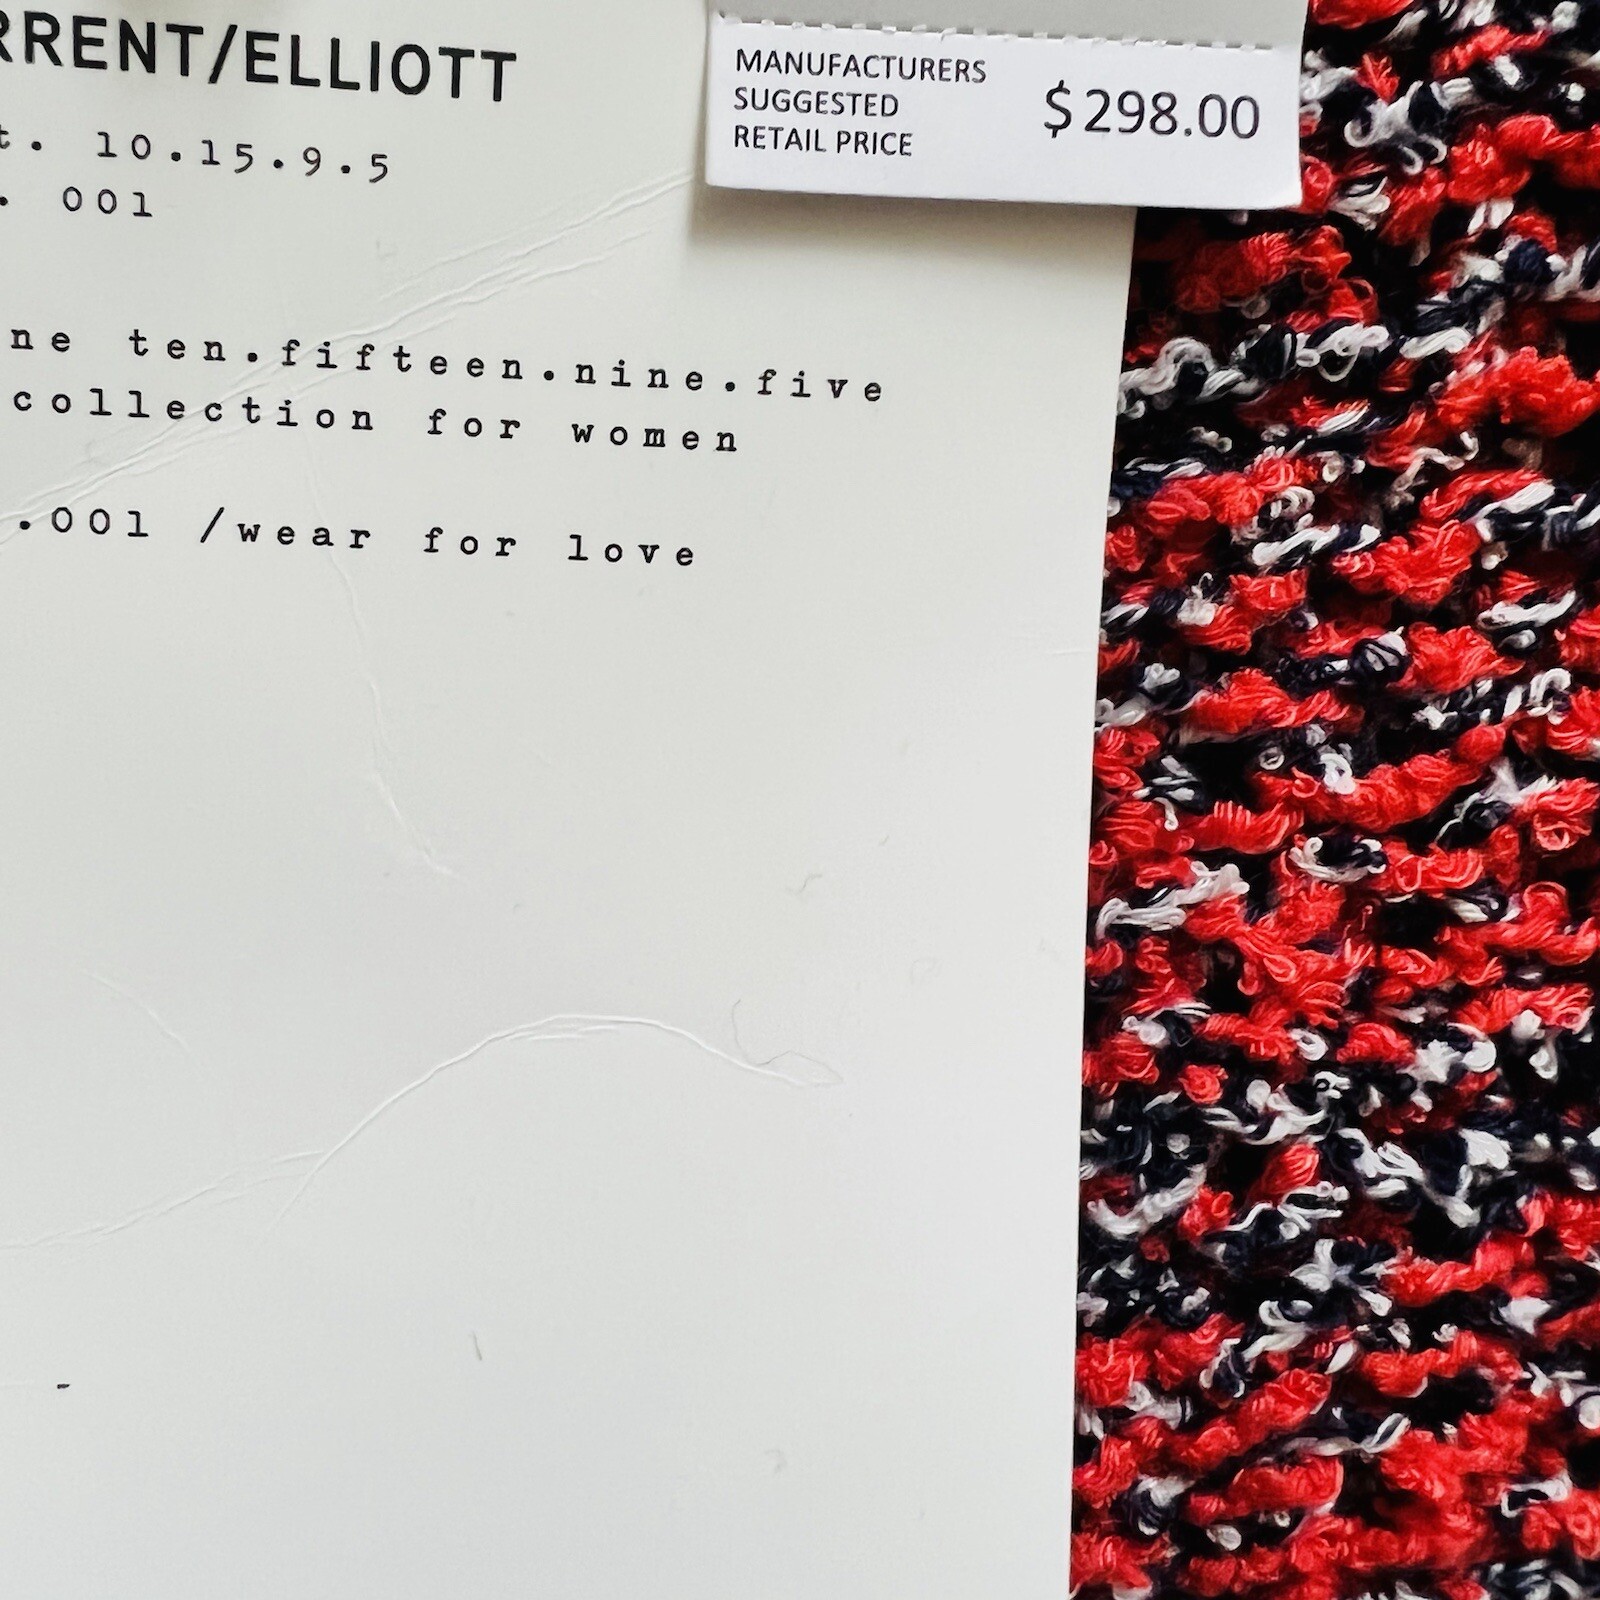 RRENT/ELLIOTT
t. 10.15.9.5
. 001
ne ten.fifteen.nine.five
collection for women
.001 /wear for love
MANUFACTURERS
SUGGESTED
RETAIL PRICE
$298.00